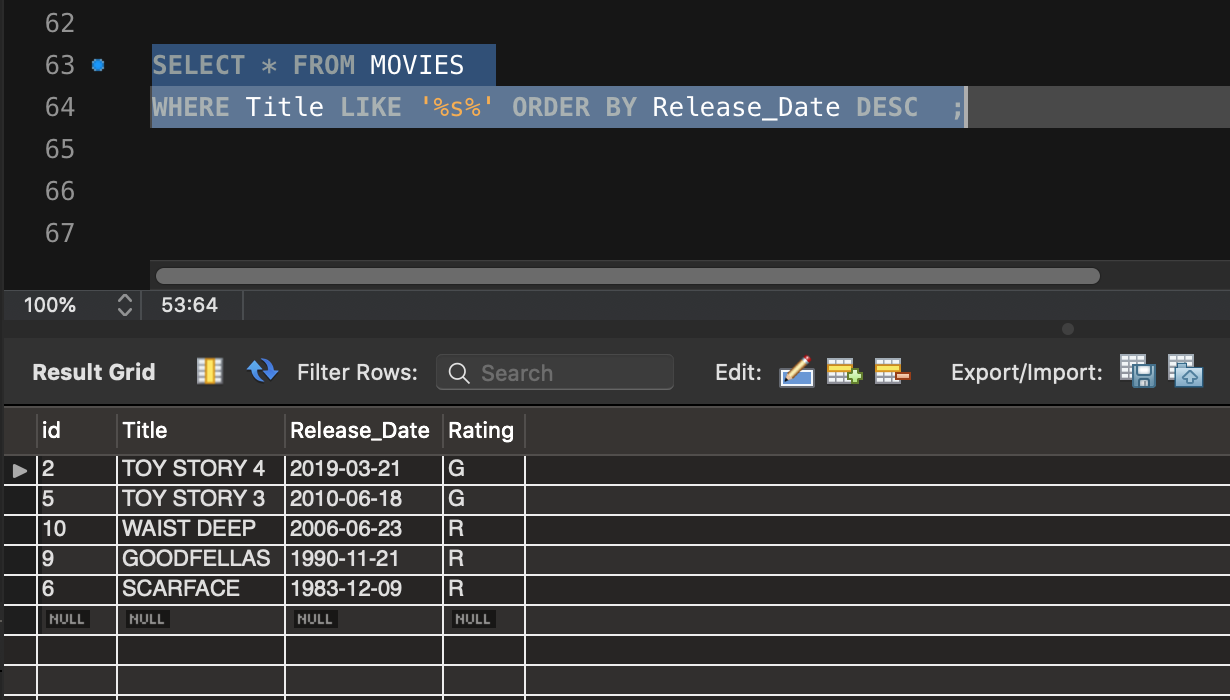 62
63 SELECT * FROM MOVIES
64 WHERE Title LIKE '%s%' ORDER BY Release_Date DESC  ;
65
66
67
100% 53:64
Result Grid Filter Rows: Search Edit: Export/Import:
id Title Release_Date Rating
2 TOY STORY 4 2019-03-21 G
5 TOY STORY 3 2010-06-18 G
10 WAIST DEEP 2006-06-23 R
9 GOODFELLAS 1990-11-21 R
6 SCARFACE 1983-12-09 R
NULL NULL NULL NULL